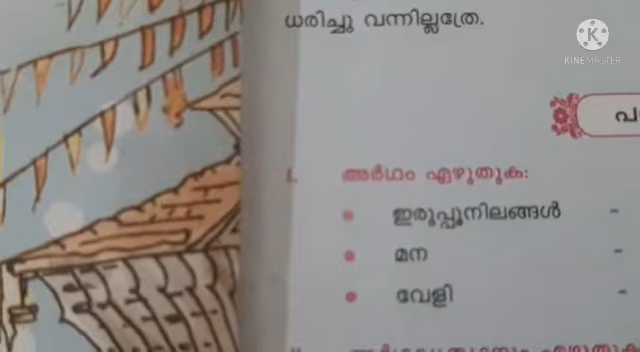 ധരിച്ചു വന്നില്ലത്രേ.
KINEMASTER
I. അർഥം എഴുതുക:
ഇരുപ്പൂനിലങ്ങൾ -
മന -
വേളി -